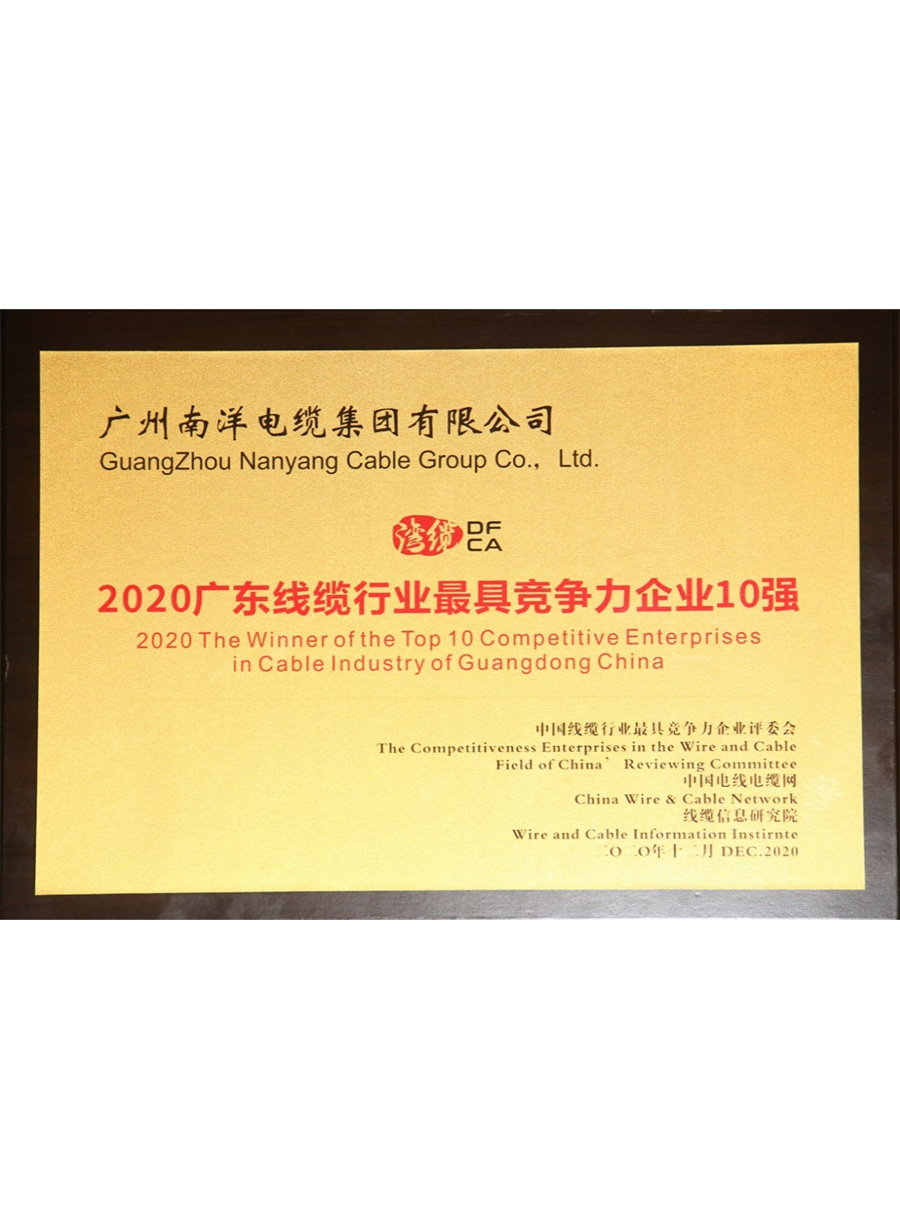 广州南洋电缆集团有限公司
GuangZhou Nanyang Cable Group Co., Ltd.
湾缆 DF
CA
2020广东线缆行业最具竞争力企业10强
2020 The Winner of the Top 10 Competitive Enterprises
in Cable Industry of Guangdong China
中国线缆行业最具竞争力企业评委会
The Competitiveness Enterprises in the Wire and Cable
Field of China' Reviewing Committee
中国电线电缆网
China Wire & Cable Network
线缆信息研究院
Wire and Cable Information Instirnte
二〇二〇年十二月 DEC.2020